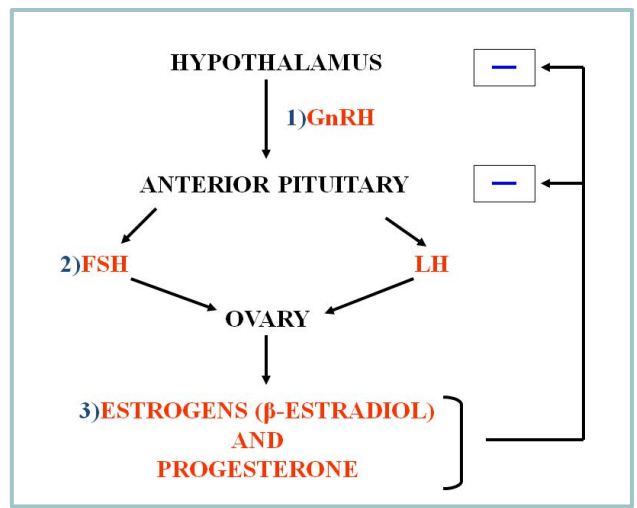 HYPOTHALAMUS
–
1)GnRH
ANTERIOR PITUITARY
–
2)FSH
LH
OVARY
3)ESTROGENS (β-ESTRADIOL)
AND
PROGESTERONE